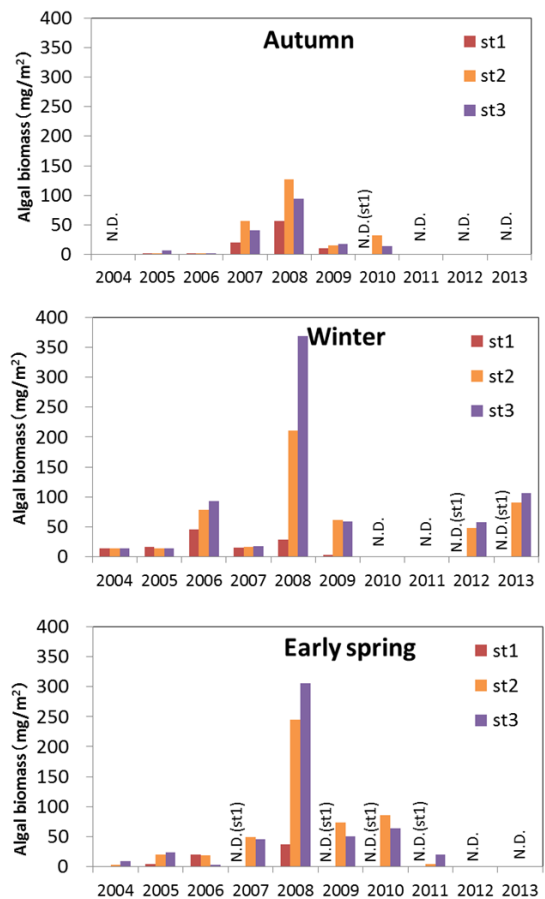 Autumn
Algal biomass (mg/m²)
400
350
300
250
200
150
100
50
0
st1
st2
st3
N.D.
N.D.(st1)
N.D.
N.D.
N.D.
2004 2005 2006 2007 2008 2009 2010 2011 2012 2013
Winter
Algal biomass (mg/m²)
400
350
300
250
200
150
100
50
0
st1
st2
st3
N.D.
N.D.
N.D.(st1)
N.D.(st1)
2004 2005 2006 2007 2008 2009 2010 2011 2012 2013
Early spring
Algal biomass (mg/m²)
400
350
300
250
200
150
100
50
0
st1
st2
st3
N.D.(st1)
N.D.(st1)
N.D.(st1)
N.D.(st1)
N.D.
N.D.
2004 2005 2006 2007 2008 2009 2010 2011 2012 2013